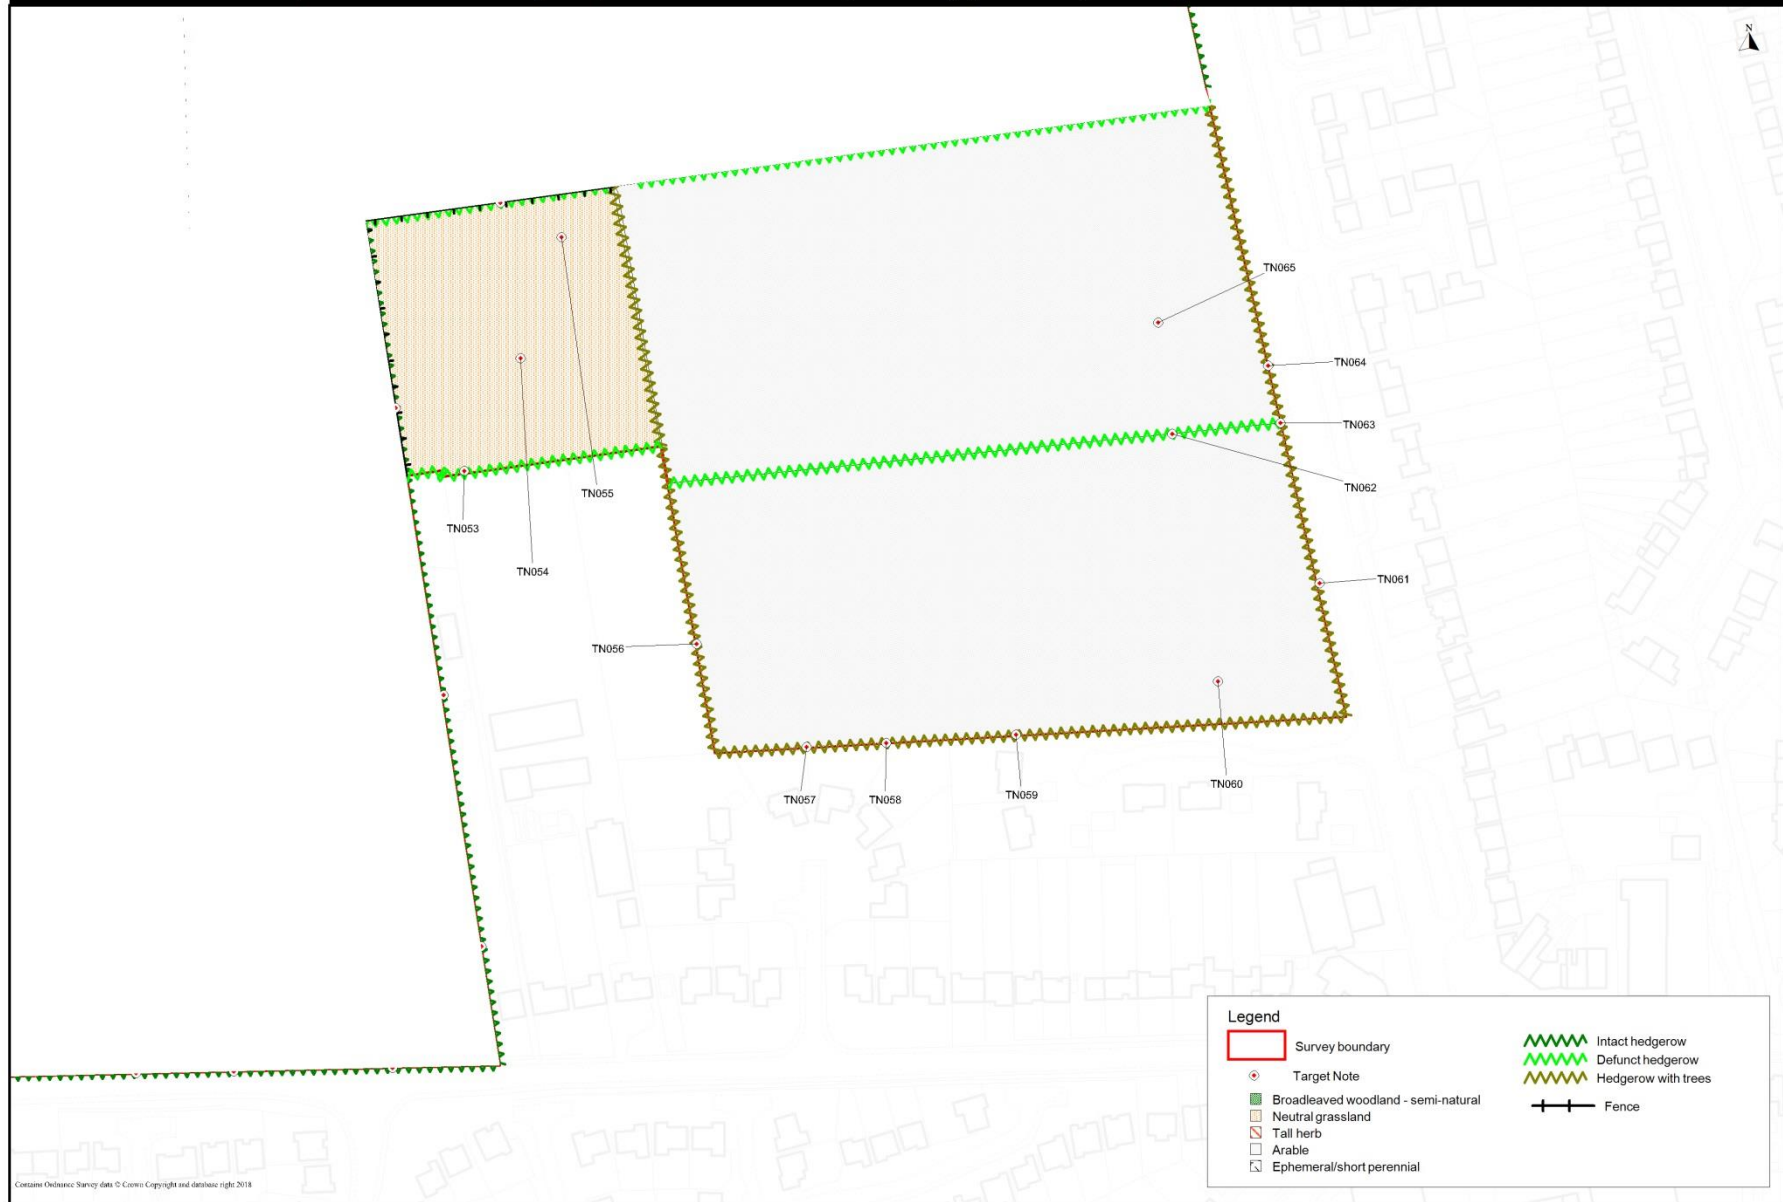 N
TN065
TN064
TN063
TN062
TN055
TN053
TN054
TN061
TN056
TN060
TN057
TN058
TN059
Legend
Survey boundary
Target Note
Broadleaved woodland - semi-natural
Neutral grassland
Tall herb
Arable
Ephemeral/short perennial
Intact hedgerow
Defunct hedgerow
Hedgerow with trees
Fence
Contains Ordnance Survey data © Crown Copyright and database right 2018